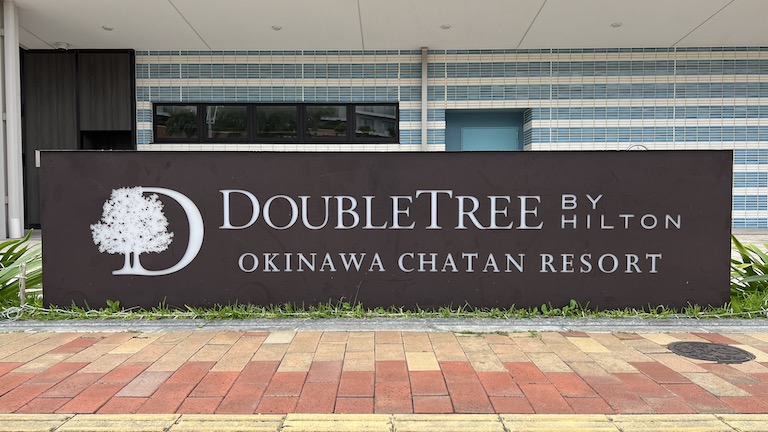 DOUBLETREE BY HILTON
OKINAWA CHATAN RESORT